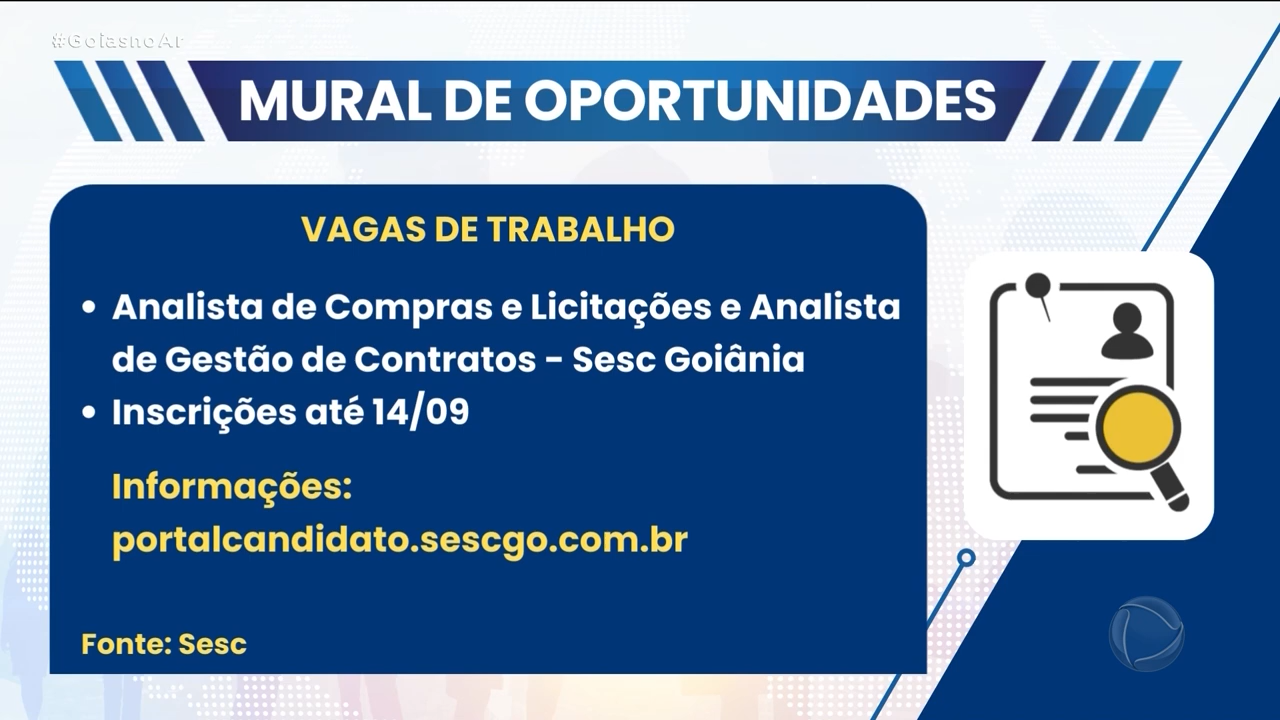 #GoiasnoAr
MURAL DE OPORTUNIDADES
VAGAS DE TRABALHO
• Analista de Compras e Licitações e Analista
de Gestão de Contratos - Sesc Goiânia
• Inscrições até 14/09
Informações:
portalcandidato.sescgo.com.br
Fonte: Sesc